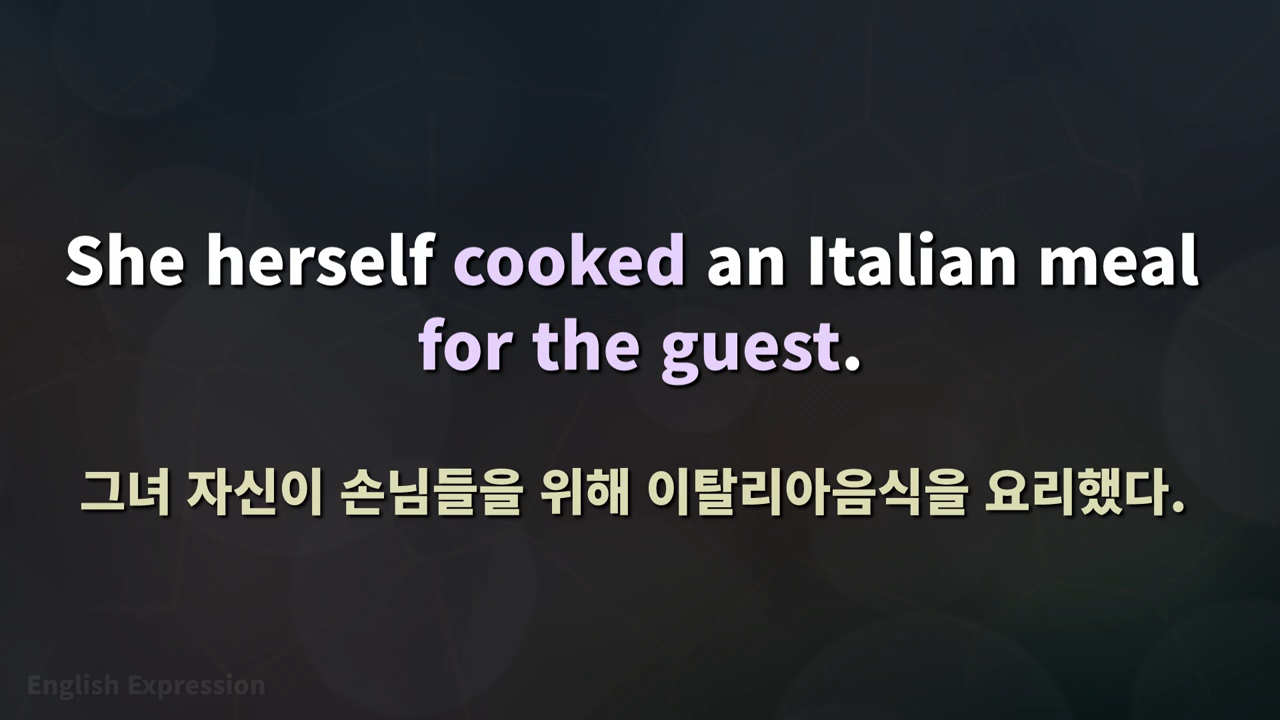 She herself cooked an Italian meal
for the guest.
그녀 자신이 손님들을 위해 이탈리아음식을 요리했다.
English Expression